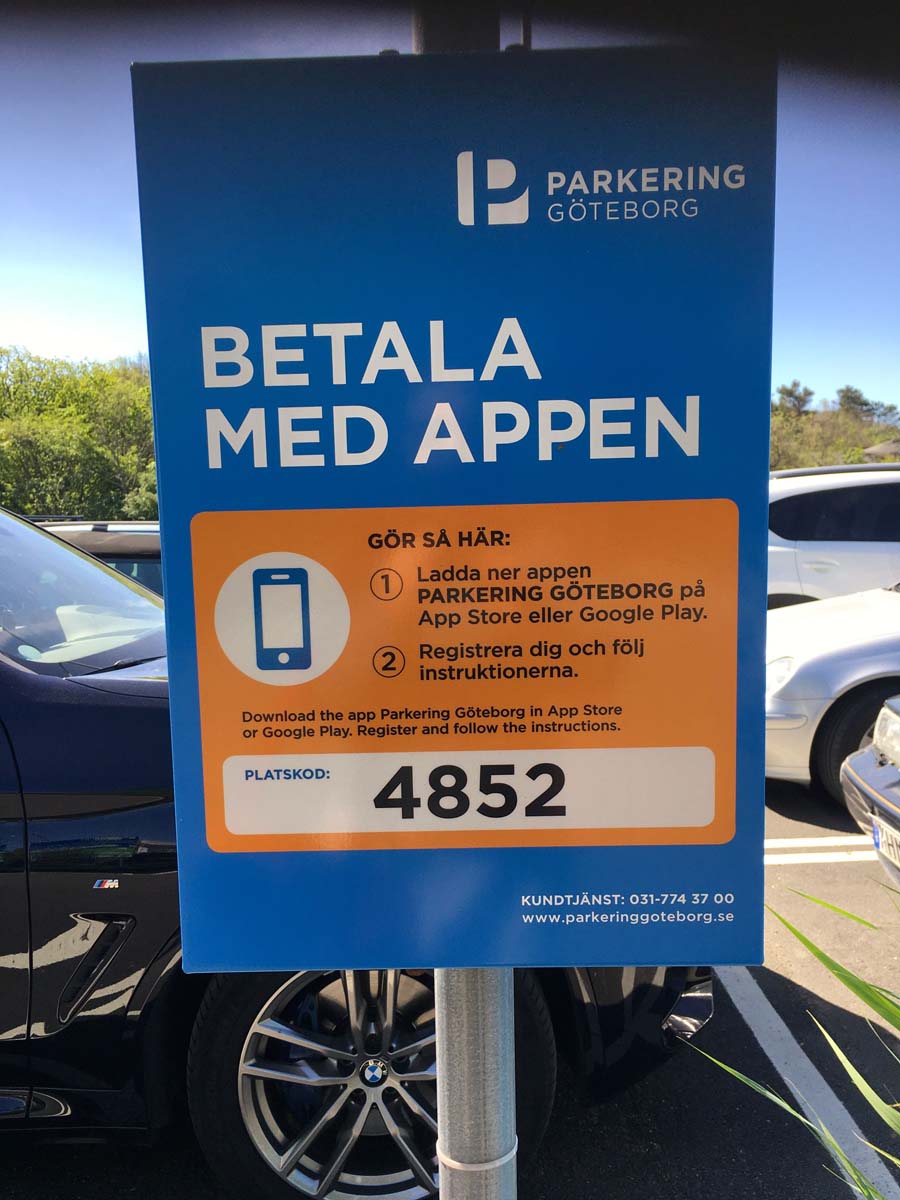 PARKERING
GÖTEBORG
BETALA
MED APPEN
GÖR SÅ HÄR:
1 Ladda ner appen
PARKERING GÖTEBORG på
App Store eller Google Play.
2 Registrera dig och följ
instruktionerna.
Download the app Parkering Göteborg in App Store
or Google Play. Register and follow the instructions.
PLATSKOD: 4852
KUNDTJÄNST: 031-774 37 00
www.parkeringgoteborg.se
M
BMW